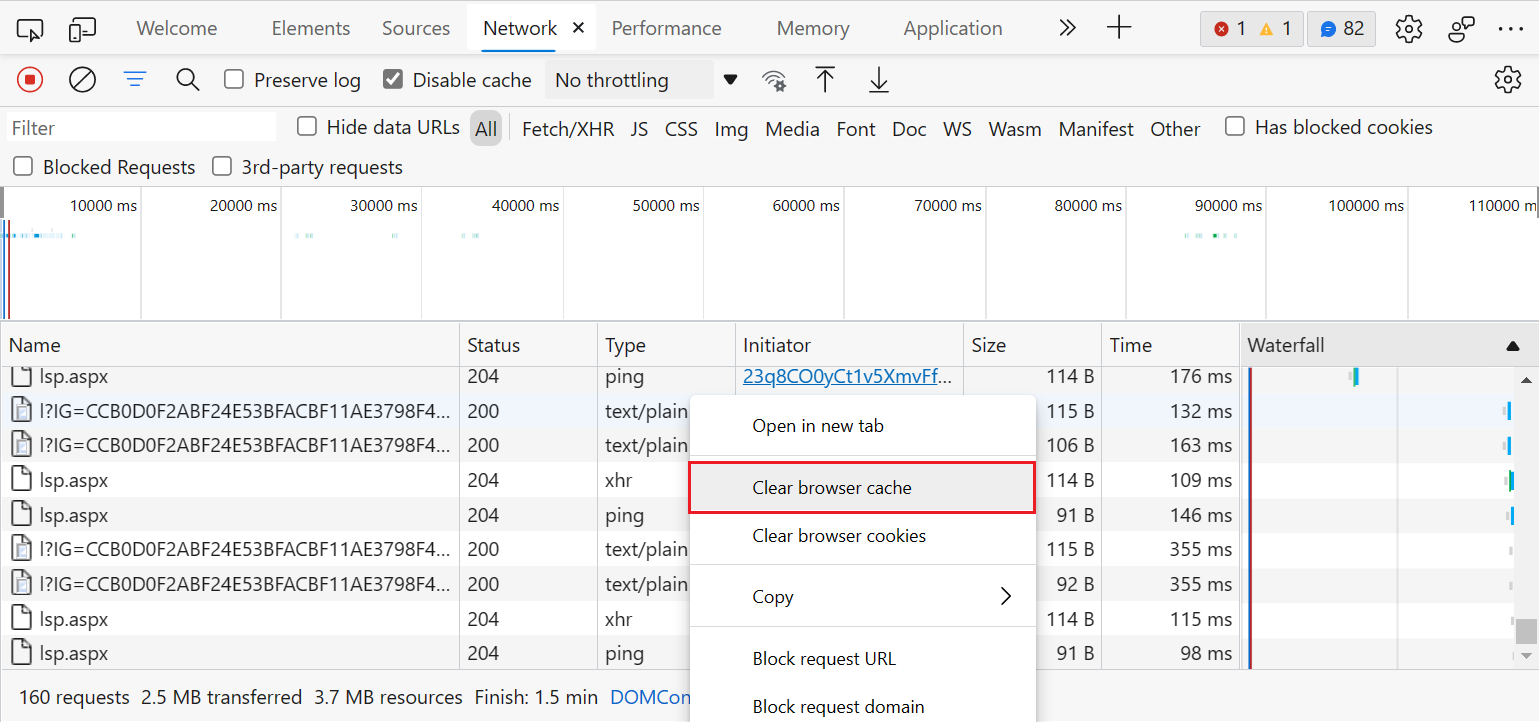 Welcome Elements Sources Network Performance Memory Application 1 1 82
Preserve log Disable cache No throttling
Filter Hide data URLs All Fetch/XHR JS CSS Img Media Font Doc WS Wasm Manifest Other Has blocked cookies
Blocked Requests 3rd-party requests
10000 ms 20000 ms 30000 ms 40000 ms 50000 ms 60000 ms 70000 ms 80000 ms 90000 ms 100000 ms 110000 m
Name Status Type Initiator Size Time Waterfall
lsp.aspx 204 ping 23q8CO0yCt1v5XmvFf... 114 B 176 ms
l?IG=CCB0D0F2ABF24E53BFACBF11AE3798F4... 200 text/plain 115 B 132 ms
Open in new tab
l?IG=CCB0D0F2ABF24E53BFACBF11AE3798F4... 200 text/plain 106 B 163 ms
lsp.aspx 204 xhr 114 B 109 ms
Clear browser cache
lsp.aspx 204 ping 91 B 146 ms
Clear browser cookies
l?IG=CCB0D0F2ABF24E53BFACBF11AE3798F4... 200 text/plain 115 B 355 ms
l?IG=CCB0D0F2ABF24E53BFACBF11AE3798F4... 200 text/plain 92 B 355 ms
Copy
lsp.aspx 204 xhr 114 B 115 ms
lsp.aspx 204 ping 91 B 98 ms
Block request URL
160 requests 2.5 MB transferred 3.7 MB resources Finish: 1.5 min DOMCon
Block request domain